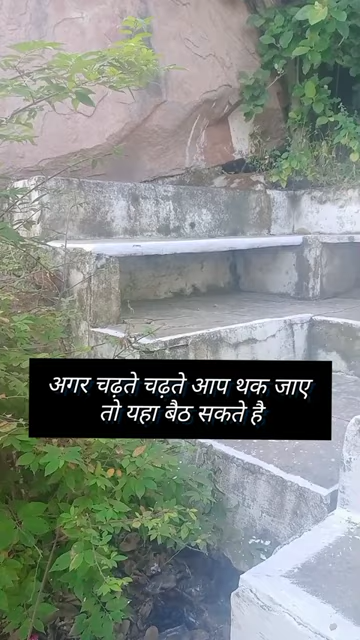 अगर चढ़ते चढ़ते आप थक जाए
तो यहा बैठ सकते है